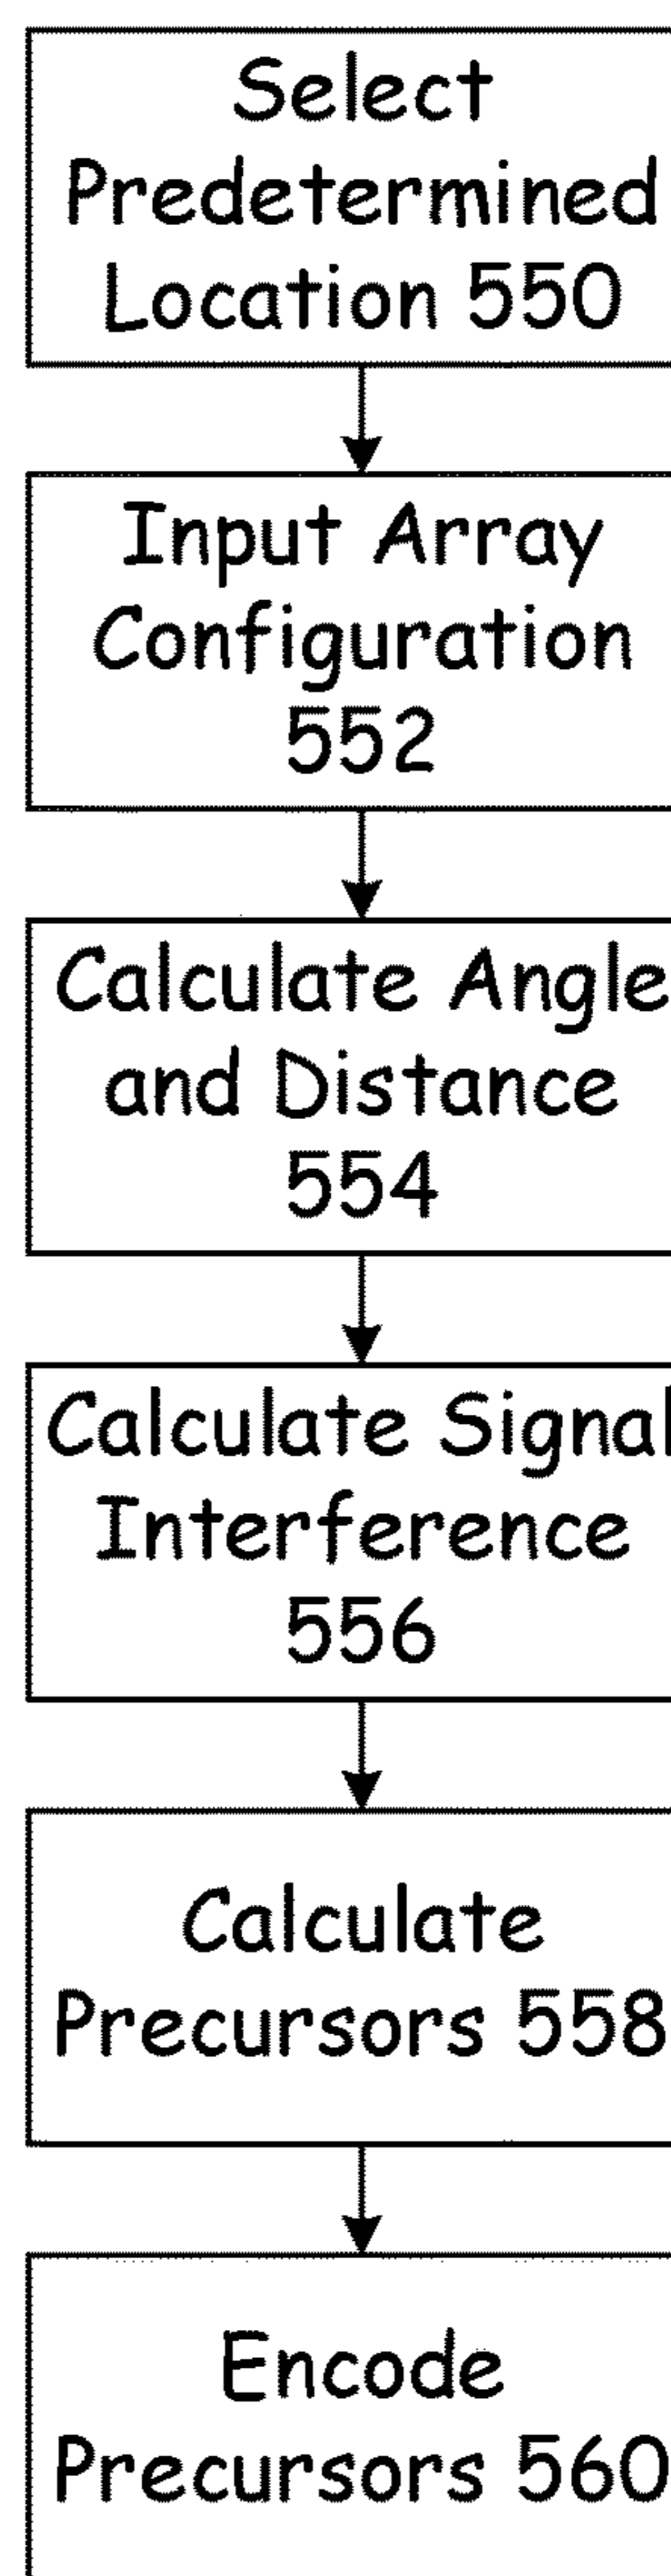 Select
Predetermined
Location 550
Input Array
Configuration
552
Calculate Angle
and Distance
554
Calculate Signal
Interference
556
Calculate
Precursors 558
Encode
Precursors 560